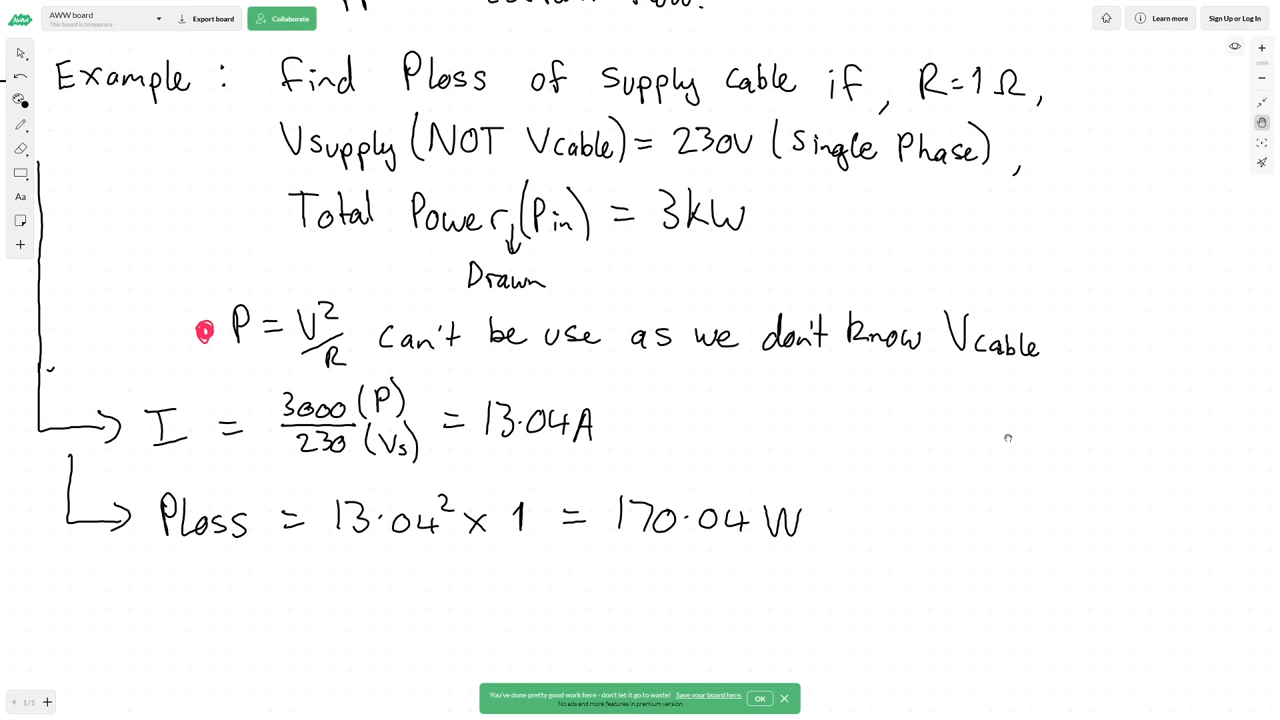 AWW board
This board is temporary
Export board
Collaborate
Learn more
Sign Up or Log In
Example : find Ploss of supply cable if, R=1Ω,
Vsupply (NOT Vcable) = 230V (Single Phase),
Total Power (Pin) = 3kW
Drawn
P = V²/R can't be use as we don't know Vcable
I = 3000 (P) / 230 (Vs) = 13.04A
Ploss = 13.04² x 1 = 170.04 W
Aa
100%
1/1
You've done pretty good work here - don't let it go to waste! Save your board here.
No ads and more features in premium version.
OK